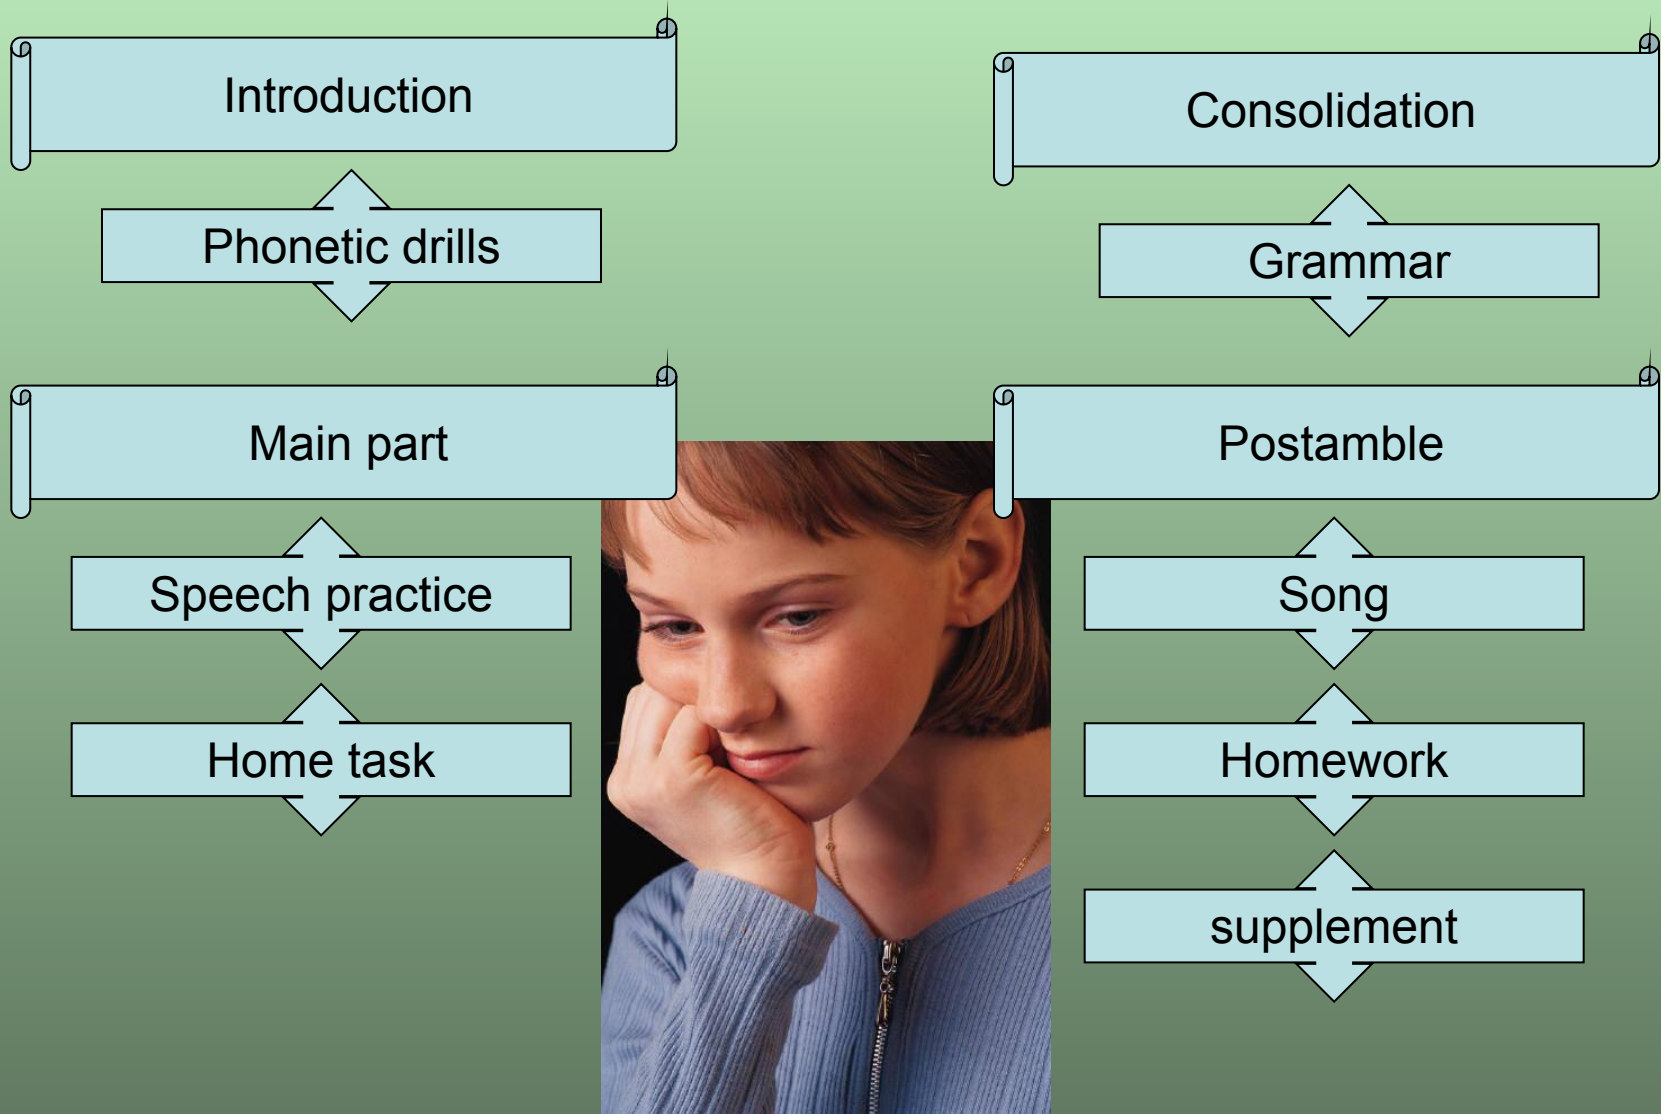 Introduction
Phonetic drills
Main part
Speech practice
Home task
Consolidation
Grammar
Postamble
Song
Homework
supplement